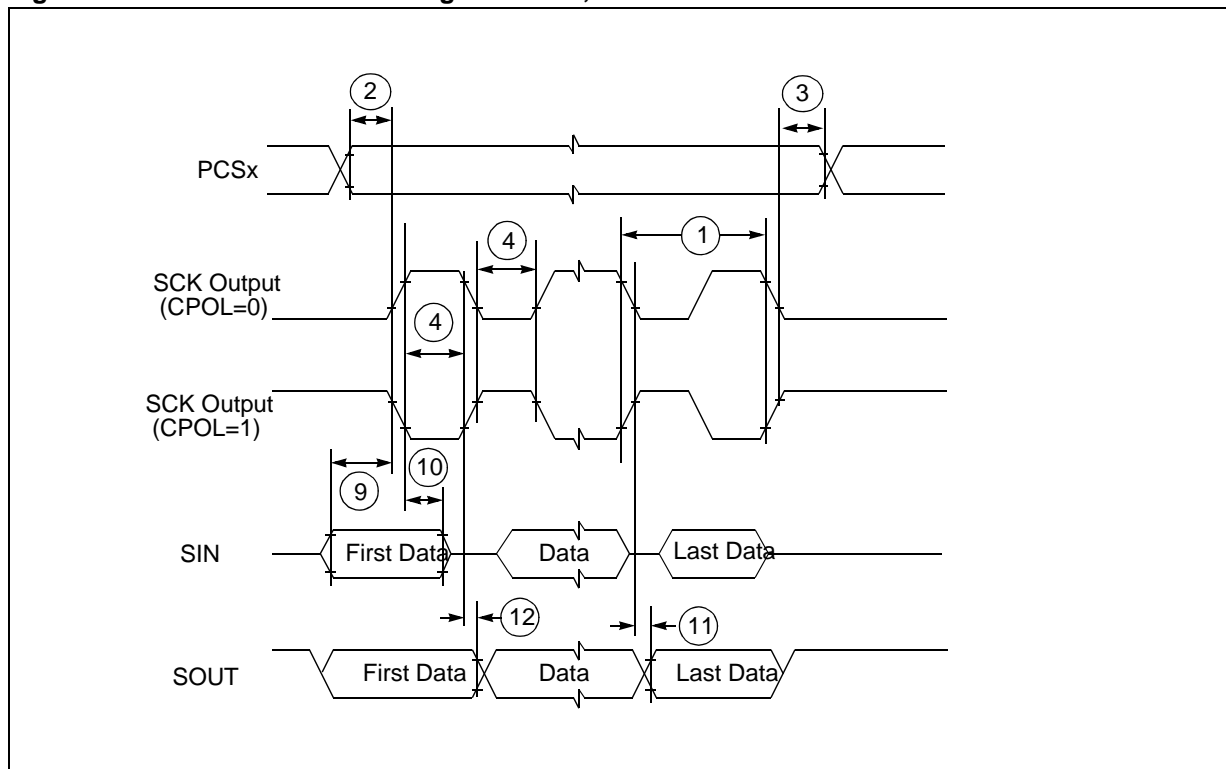 2
3
PCSx
4
1
SCK Output
(CPOL=0)
4
SCK Output
(CPOL=1)
9
10
SIN
First Data
Data
Last Data
12
11
SOUT
First Data
Data
Last Data